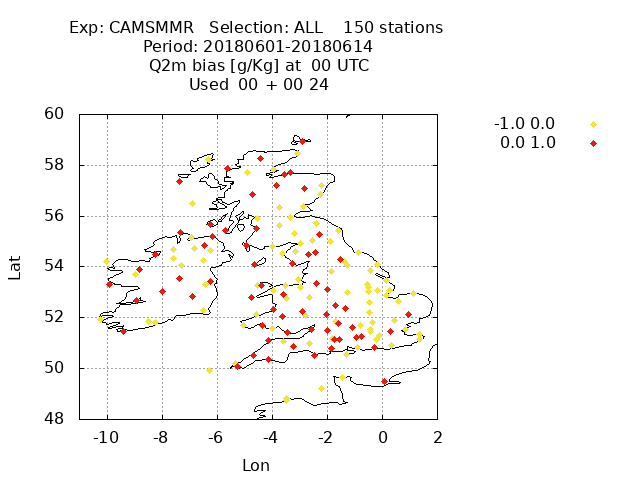 Exp: CAMSMMR   Selection: ALL    150 stations
Period: 20180601-20180614
Q2m bias [g/Kg] at  00 UTC
Used  00 + 00 24
-1.0 0.0
0.0 1.0
60
58
56
54
52
50
48
Lat
-10 -8 -6 -4 -2 0 2
Lon